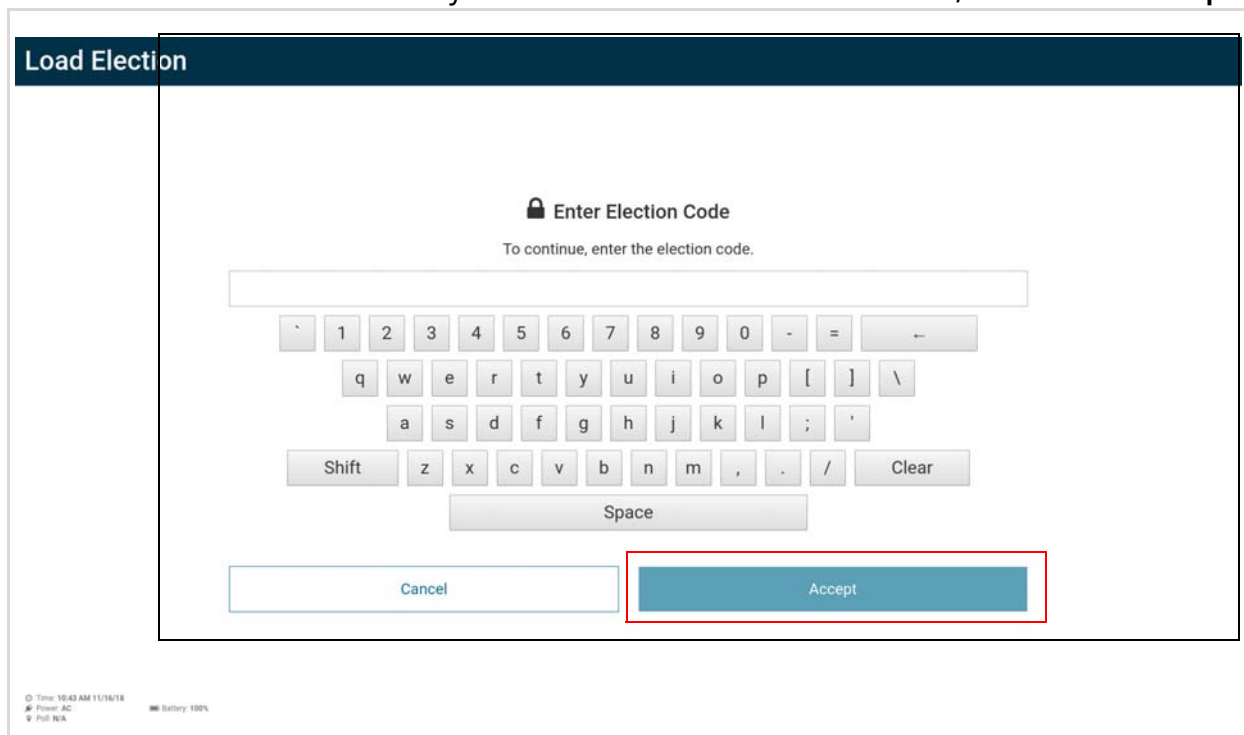 Load Election
Enter Election Code
To continue, enter the election code.
` 1 2 3 4 5 6 7 8 9 0 - = ←
q w e r t y u i o p [ ] \
a s d f g h j k l ; '
Shift z x c v b n m , . / Clear
Space
Cancel Accept
Time: 10:43 AM 11/16/18
Power: AC Battery: 100%
Poll: N/A